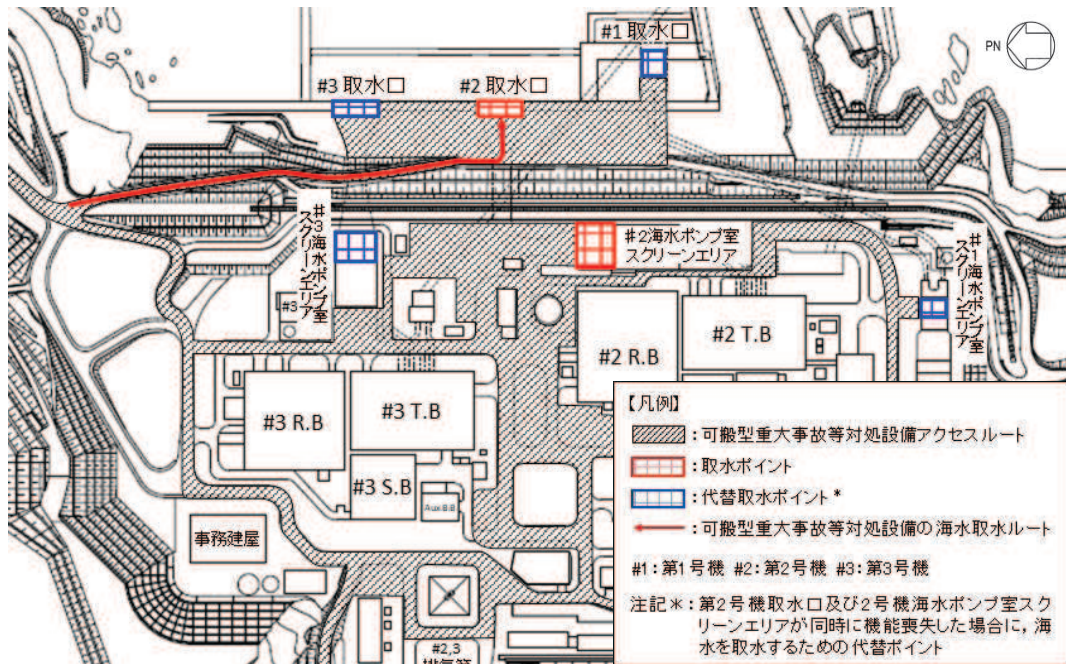 #1 取水口
PN
#3 取水口
#2 取水口
#3海水ポンプ室
スクリーンエリア
#2海水ポンプ室
スクリーンエリア
#1海水ポンプ室
スクリーンエリア
#3
#2 R.B
#2 T.B
#3 R.B
#3 T.B
#3 S.B
Aux B.B
事務建屋
#2,3
排気筒
【凡例】
：可搬型重大事故等対処設備アクセスルート
：取水ポイント
：代替取水ポイント*
：可搬型重大事故等対処設備の海水取水ルート
#1：第1号機 #2：第2号機 #3：第3号機
注記＊：第2号機取水口及び2号機海水ポンプ室スク
リーンエリアが同時に機能喪失した場合に，海
水を取水するための代替ポイント